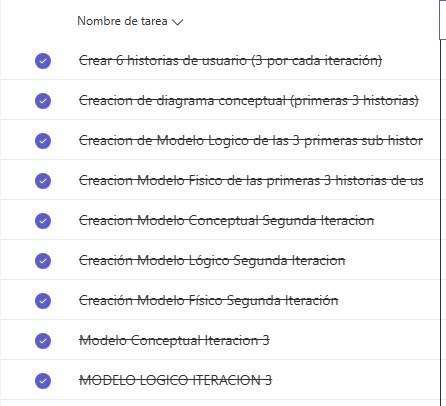 Nombre de tarea
Crear 6 historias de usuario (3 por cada iteración)
Creacion de diagrama conceptual (primeras 3 historias)
Creacion de Modelo Logico de las 3 primeras sub histor
Creacion Modelo Fisico de las primeras 3 historias de us
Creacion Modelo Conceptual Segunda Iteracion
Creación Modelo Lógico Segunda Iteracion
Creación Modelo Físico Segunda Iteración
Modelo Conceptual Iteracion 3
MODELO LOGICO ITERACION 3